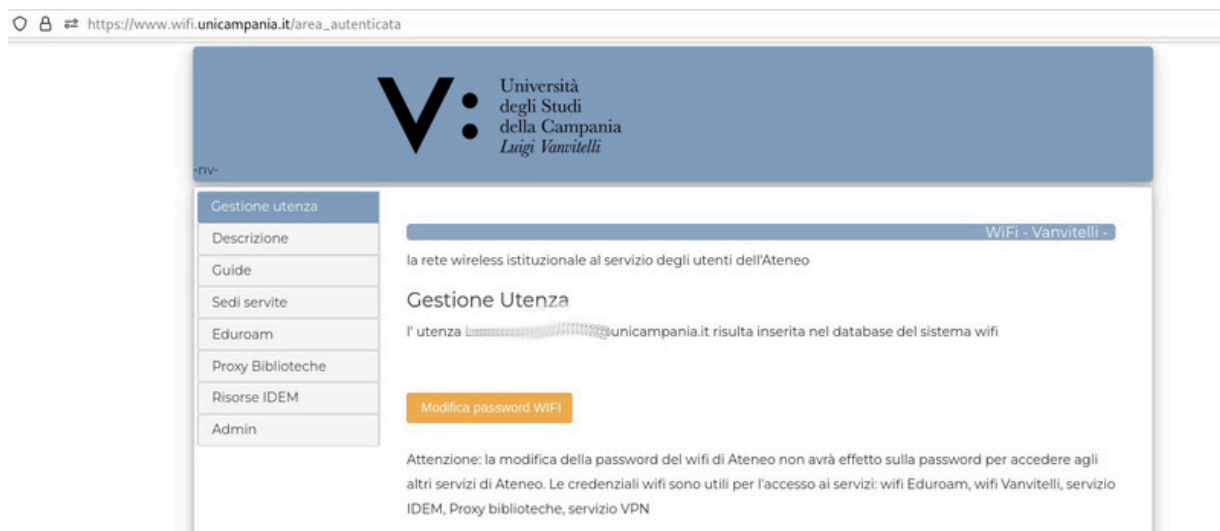 https://www.wifi.unicampania.it/area_autenticata
V:
Università
degli Studi
della Campania
Luigi Vanvitelli
-nv-
Gestione utenza
Descrizione
Guide
Sedi servite
Eduroam
Proxy Biblioteche
Risorse IDEM
Admin
WiFi - Vanvitelli -
la rete wireless istituzionale al servizio degli utenti dell'Ateneo
Gestione Utenza
l' utenza unicampania.it risulta inserita nel database del sistema wifi
Modifica password WIFI
Attenzione: la modifica della password del wifi di Ateneo non avrà effetto sulla password per accedere agli
altri servizi di Ateneo. Le credenziali wifi sono utili per l'accesso ai servizi: wifi Eduroam, wifi Vanvitelli, servizio
IDEM, Proxy biblioteche, servizio VPN